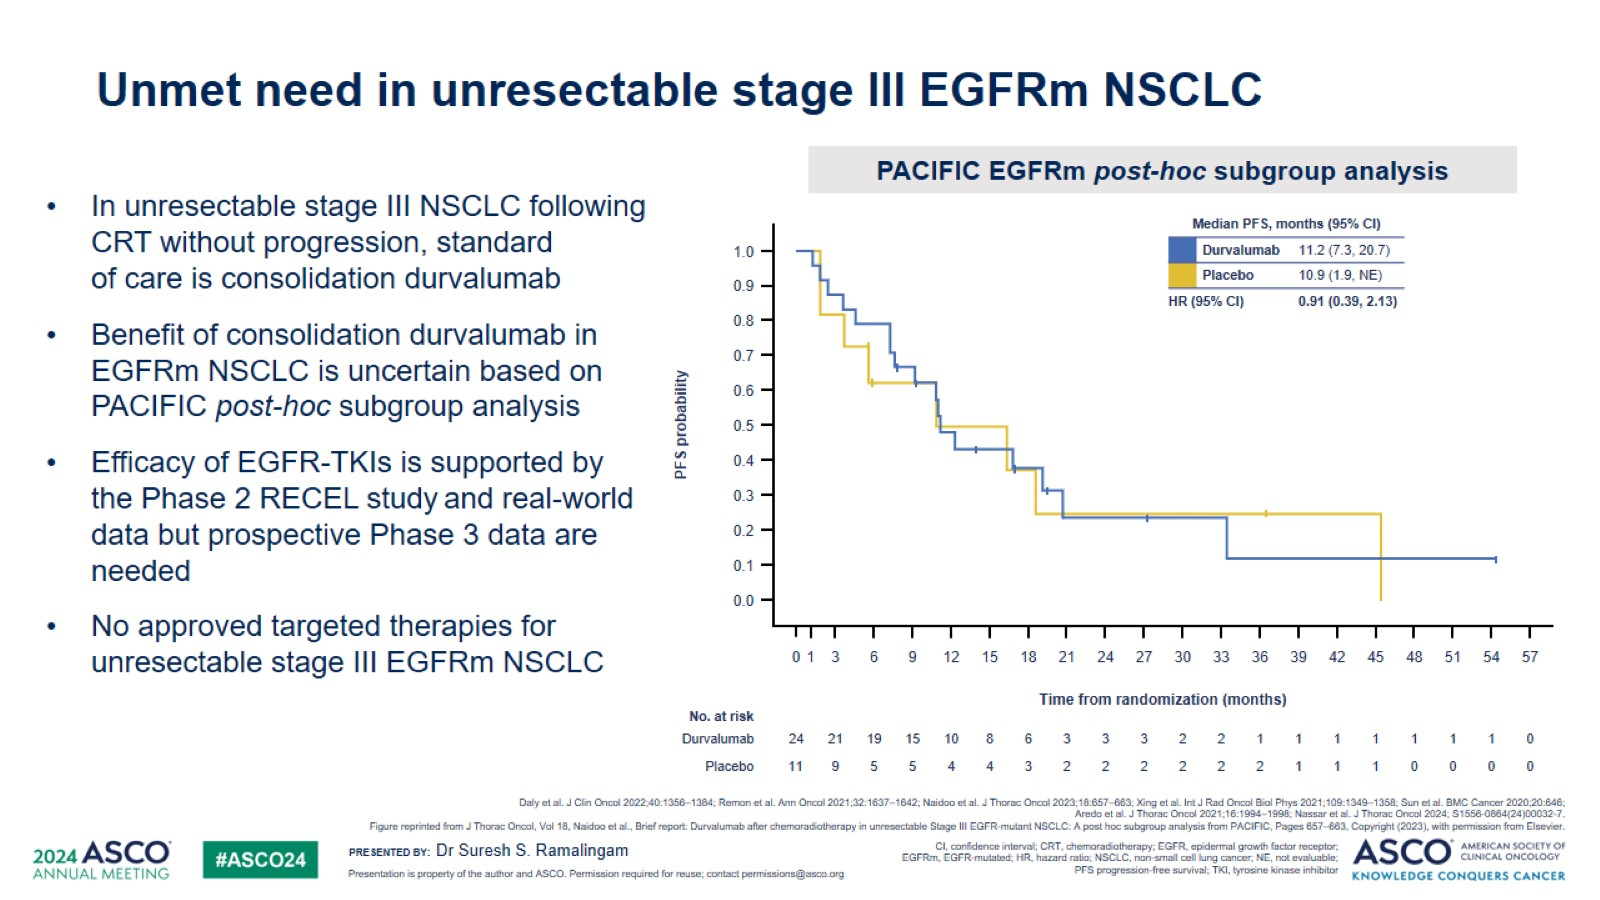 Unmet need in unresectable stage III EGFRm NSCLC
• In unresectable stage III NSCLC following
CRT without progression, standard
of care is consolidation durvalumab
• Benefit of consolidation durvalumab in
EGFRm NSCLC is uncertain based on
PACIFIC post-hoc subgroup analysis
• Efficacy of EGFR-TKIs is supported by
the Phase 2 RECEL study and real-world
data but prospective Phase 3 data are
needed
• No approved targeted therapies for
unresectable stage III EGFRm NSCLC
PACIFIC EGFRm post-hoc subgroup analysis
Median PFS, months (95% CI)
Durvalumab 11.2 (7.3, 20.7)
Placebo 10.9 (1.9, NE)
HR (95% CI) 0.91 (0.39, 2.13)
PFS probability
1.0
0.9
0.8
0.7
0.6
0.5
0.4
0.3
0.2
0.1
0.0
0 1 3 6 9 12 15 18 21 24 27 30 33 36 39 42 45 48 51 54 57
Time from randomization (months)
No. at risk
Durvalumab 24 21 19 15 10 8 6 3 3 3 2 2 1 1 1 1 1 1 1 0
Placebo 11 9 5 5 4 4 3 2 2 2 2 2 2 1 1 1 0 0 0 0
Daly et al. J Clin Oncol 2022;40:1356–1384; Remon et al. Ann Oncol 2021;32:1637–1642; Naidoo et al. J Thorac Oncol 2023;18:657–663; Xing et al. Int J Rad Oncol Biol Phys 2021;109:1349–1358; Sun et al. BMC Cancer 2020;20:646;
Aredo et al. J Thorac Oncol 2021;16:1994–1998; Nassar et al. J Thorac Oncol 2024; S1556-0864(24)00032-7.
Figure reprinted from J Thorac Oncol, Vol 18, Naidoo et al., Brief report: Durvalumab after chemoradiotherapy in unresectable Stage III EGFR-mutant NSCLC: A post hoc subgroup analysis from PACIFIC, Pages 657–663, Copyright (2023), with permission from Elsevier.
2024 ASCO
ANNUAL MEETING
#ASCO24
PRESENTED BY: Dr Suresh S. Ramalingam
Presentation is property of the author and ASCO. Permission required for reuse; contact permissions@asco.org
CI, confidence interval; CRT, chemoradiotherapy; EGFR, epidermal growth factor receptor;
EGFRm, EGFR-mutated; HR, hazard ratio; NSCLC, non-small cell lung cancer; NE, not evaluable;
PFS progression-free survival; TKI, tyrosine kinase inhibitor
ASCO AMERICAN SOCIETY OF
CLINICAL ONCOLOGY
KNOWLEDGE CONQUERS CANCER